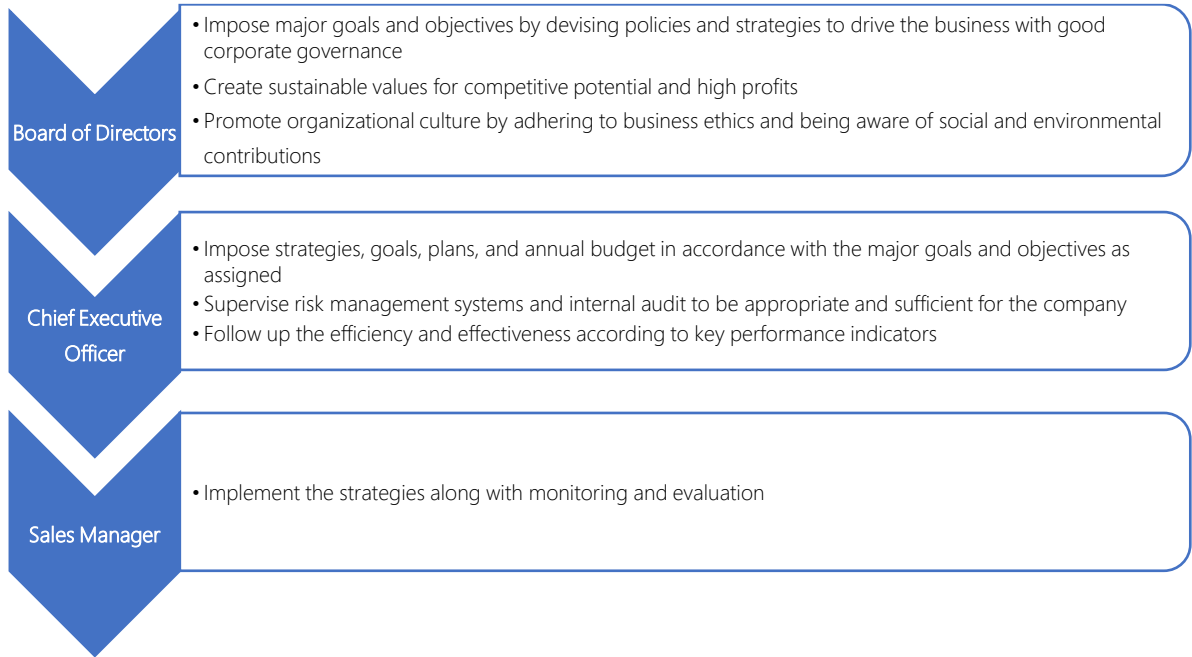 Board of Directors
• Impose major goals and objectives by devising policies and strategies to drive the business with good
corporate governance
• Create sustainable values for competitive potential and high profits
• Promote organizational culture by adhering to business ethics and being aware of social and environmental
contributions
Chief Executive
Officer
• Impose strategies, goals, plans, and annual budget in accordance with the major goals and objectives as
assigned
• Supervise risk management systems and internal audit to be appropriate and sufficient for the company
• Follow up the efficiency and effectiveness according to key performance indicators
Sales Manager
• Implement the strategies along with monitoring and evaluation